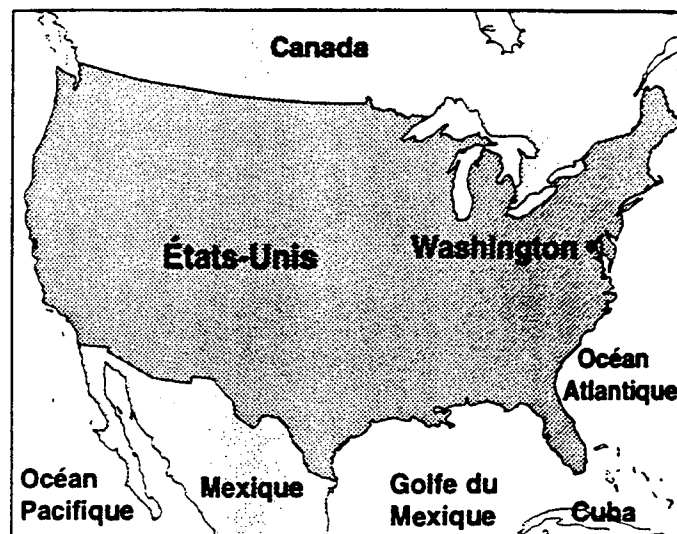 Canada
États-Unis
Washington
Océan
Atlantique
Océan
Pacifique
Mexique
Golfe du
Mexique
Cuba